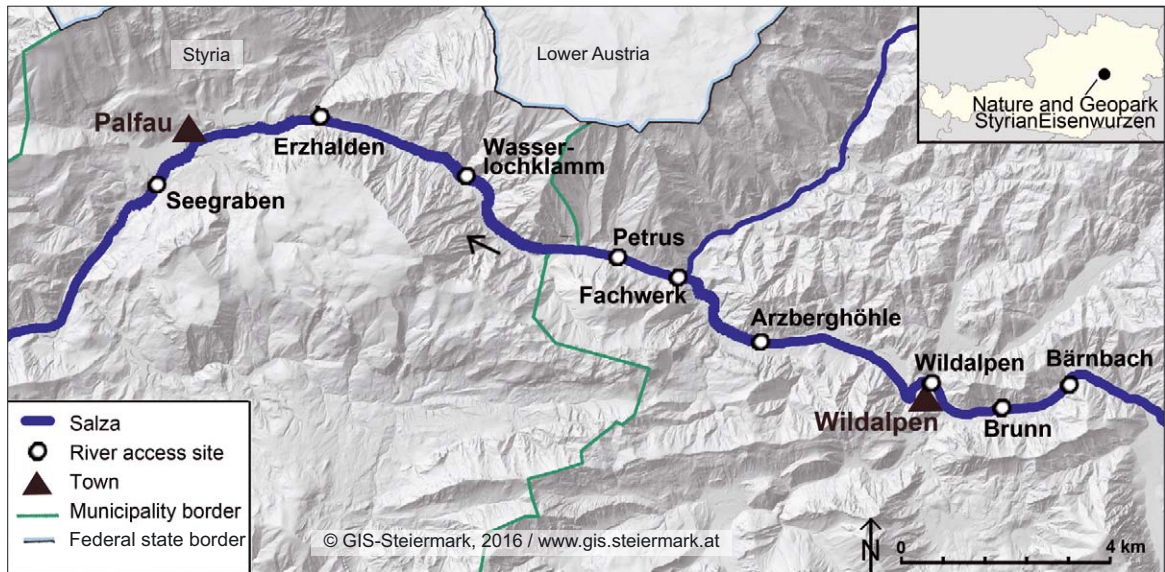 Styria
Lower Austria
Nature and Geopark
StyrianEisenwurzen
Palfau
Erzhalden
Wasser-
lochklamm
Seegraben
Petrus
Fachwerk
Arzberghöhle
Wildalpen
Bärnbach
Wildalpen
Brunn
Salza
River access site
Town
Municipality border
Federal state border
© GIS-Steiermark, 2016 / www.gis.steiermark.at
N
0 4 km